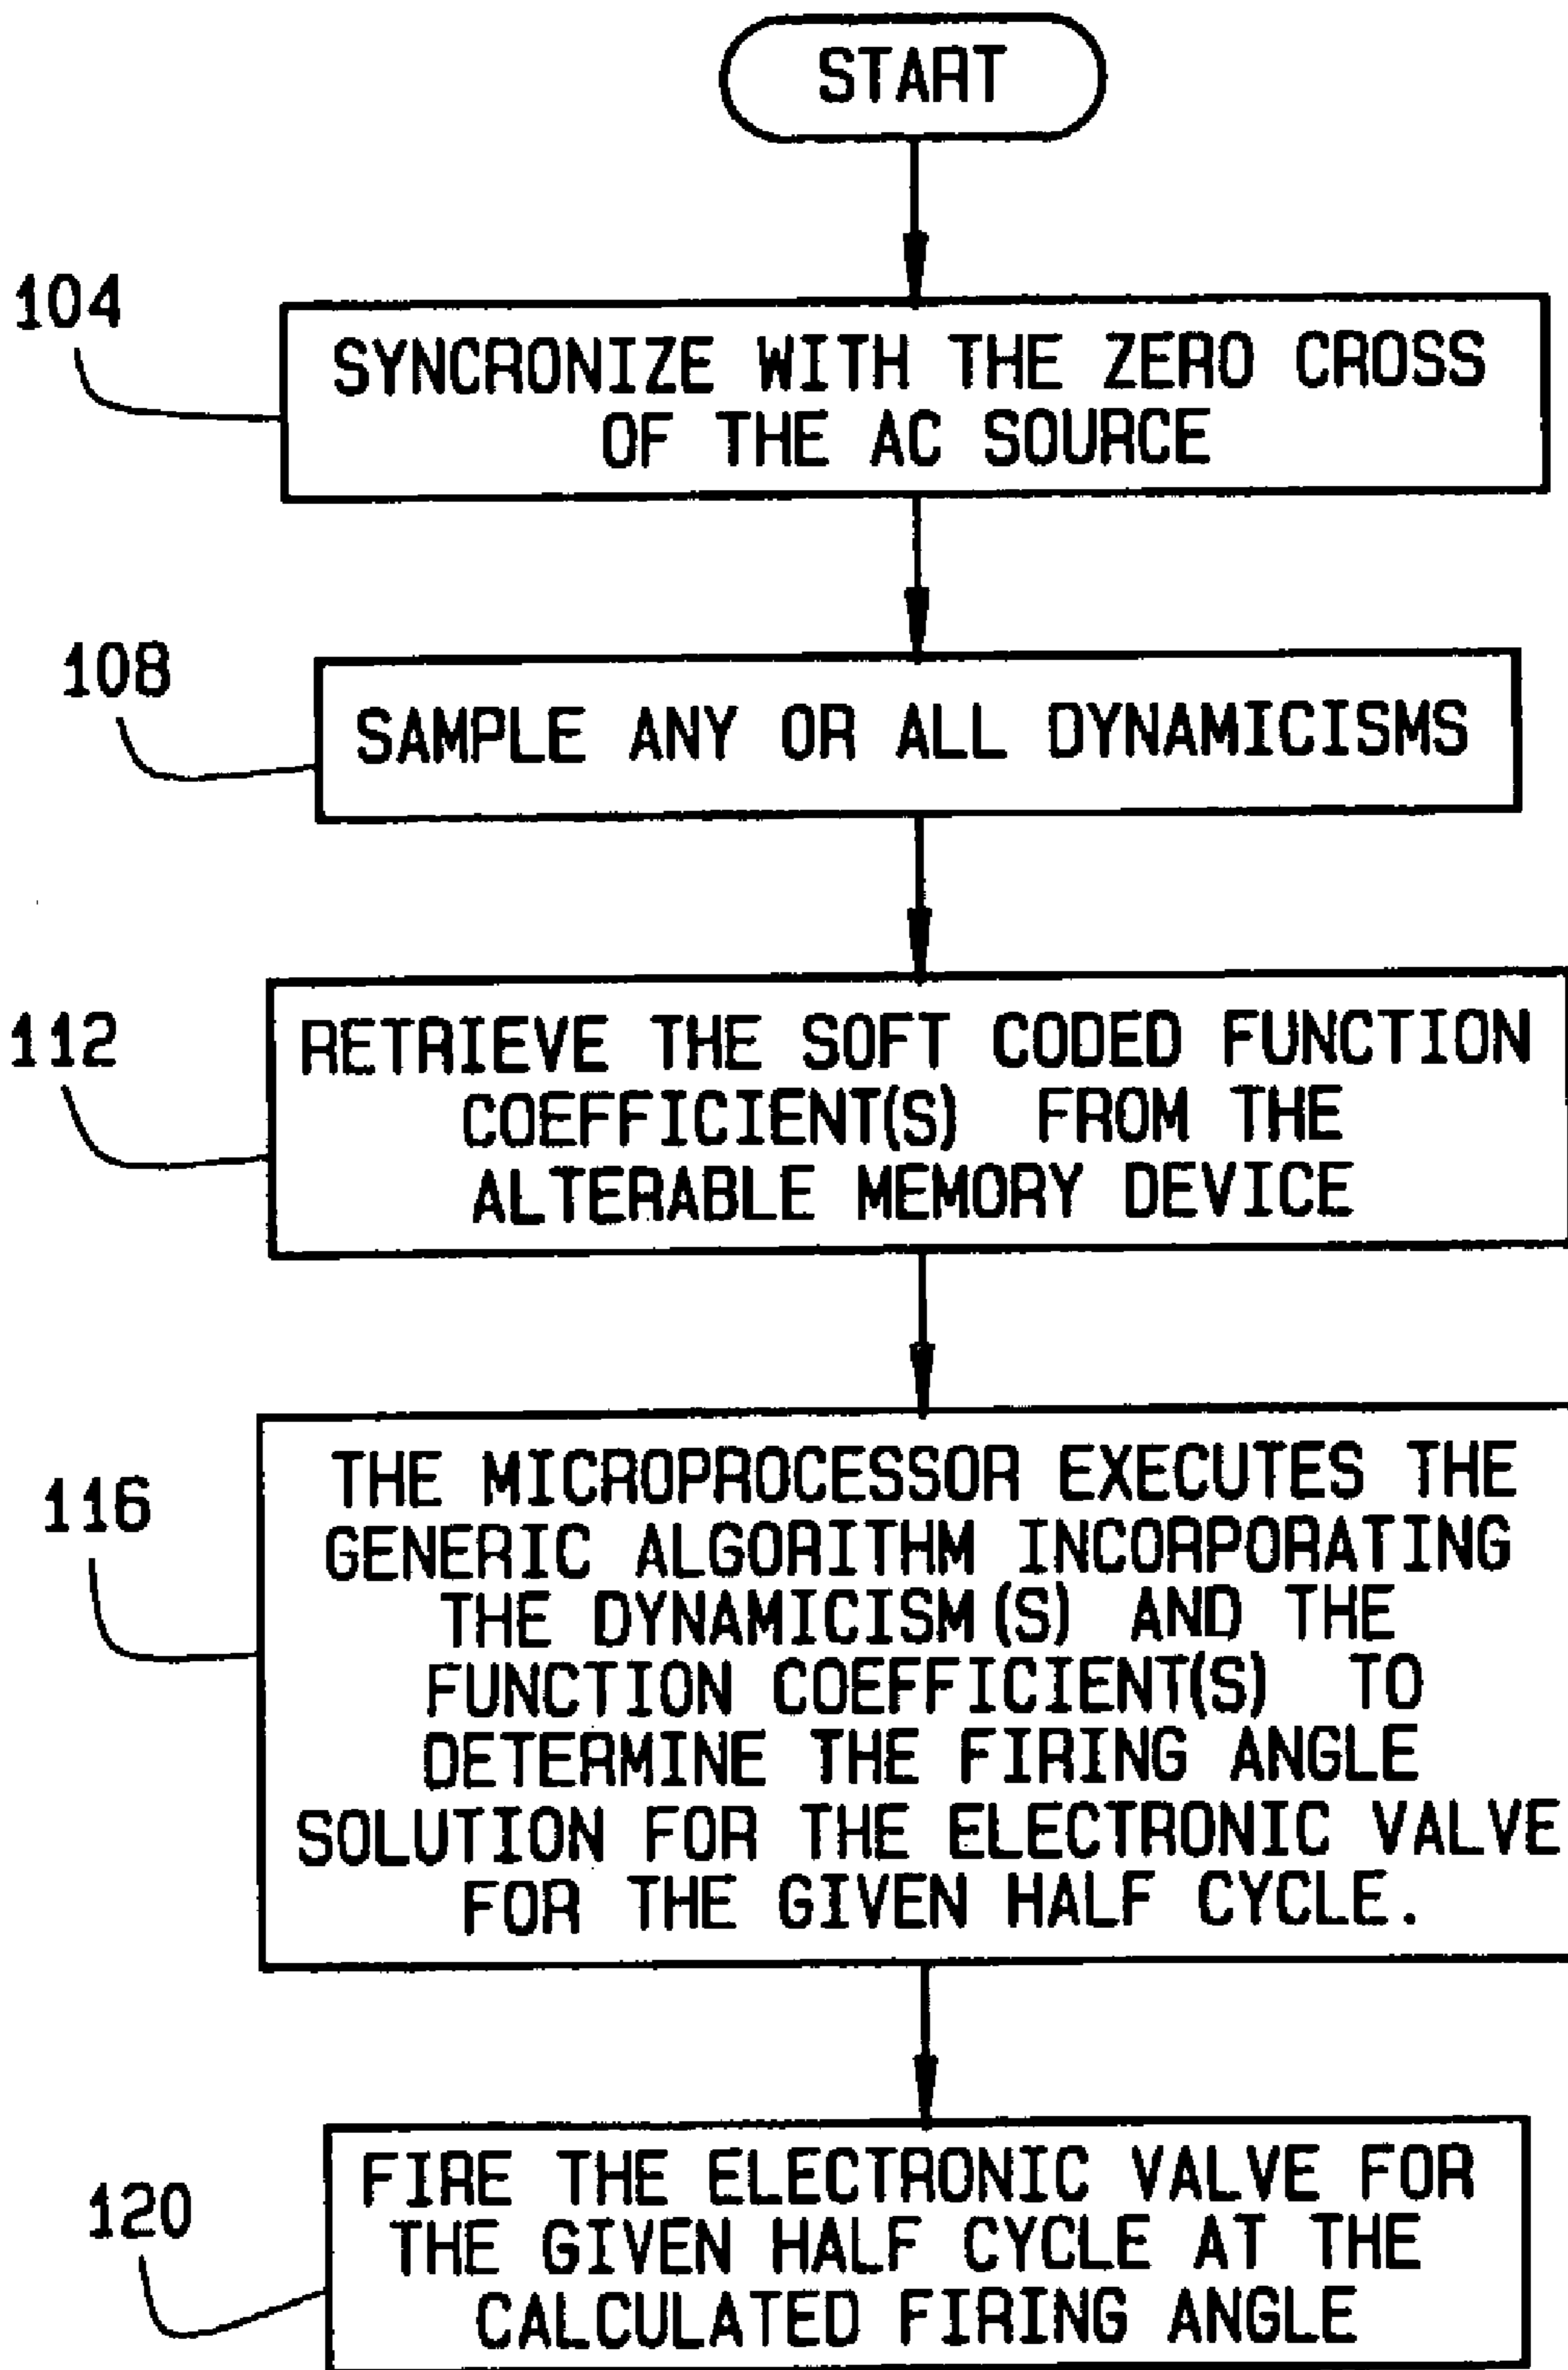 START
104
SYNCRONIZE WITH THE ZERO CROSS
OF THE AC SOURCE
108
SAMPLE ANY OR ALL DYNAMICISMS
112
RETRIEVE THE SOFT CODED FUNCTION
COEFFICIENT(S) FROM THE
ALTERABLE MEMORY DEVICE
116
THE MICROPROCESSOR EXECUTES THE
GENERIC ALGORITHM INCORPORATING
THE DYNAMICISM(S) AND THE
FUNCTION COEFFICIENT(S) TO
DETERMINE THE FIRING ANGLE
SOLUTION FOR THE ELECTRONIC VALVE
FOR THE GIVEN HALF CYCLE.
120
FIRE THE ELECTRONIC VALVE FOR
THE GIVEN HALF CYCLE AT THE
CALCULATED FIRING ANGLE